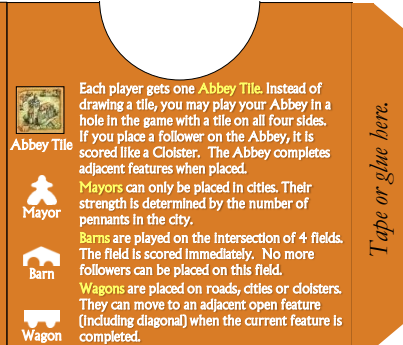 Each player gets one Abbey Tile. Instead of
drawing a tile, you may play your Abbey in a
hole in the game with a tile on all four sides.
If you place a follower on the Abbey, it is
scored like a Cloister. The Abbey completes
adjacent features when placed.
Abbey Tile
Mayors can only be placed in cities. Their
strength is determined by the number of
pennants in the city.
Mayor
Barns are played on the intersection of 4 fields.
The field is scored immediately. No more
followers can be placed on this field.
Barn
Wagons are placed on roads, cities or cloisters.
They can move to an adjacent open feature
(including diagonal) when the current feature is
completed.
Wagon
Tape or glue here.